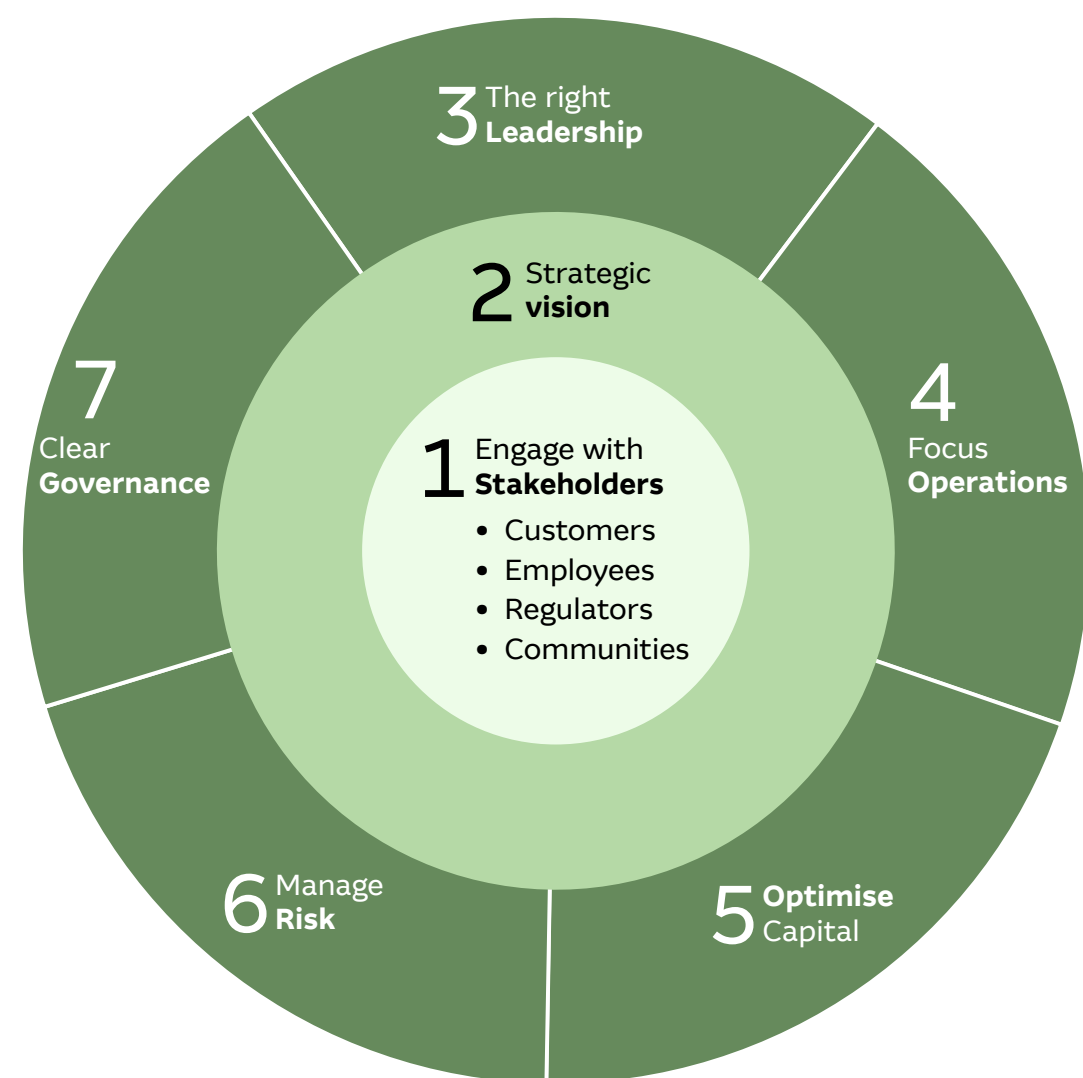 3 The right
Leadership
2 Strategic
vision
1 Engage with
Stakeholders
• Customers
• Employees
• Regulators
• Communities
4
Focus
Operations
5 Optimise
Capital
6 Manage
Risk
7
Clear
Governance